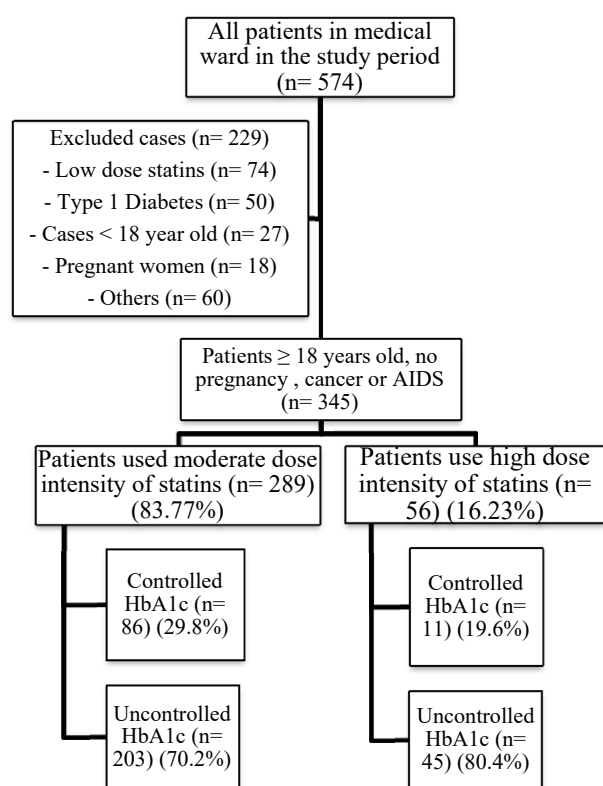 All patients in medical
ward in the study period
(n= 574)
Excluded cases (n= 229)
- Low dose statins (n= 74
- Type 1 Diabetes (n= 50
- Cases < 18 year old (n= 27
- Pregnant women (n= 18
- Others (n= 60)
Patients ≥ 18 years old, no
pregnancy , cancer or AIDS
(n= 345)
Patients used moderate dose
intensity of statins (n= 289)
(83.77%)
Patients use high dose
intensity of statins (n=
56) (16.23%)
Controlled
HbA1c (n=
86) (29.8%)
Controlled
HbA1c (n=
11) (19.6%)
Uncontrolled
HbA1c (n=
203) (70.2%)
Uncontrolled
HbA1c (n=
45) (80.4%)